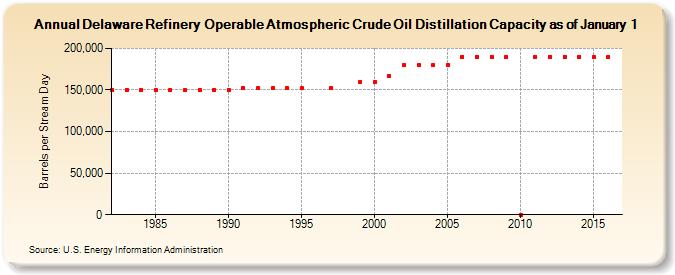 Annual Delaware Refinery Operable Atmospheric Crude Oil Distillation Capacity as of January 1
Barrels per Stream Day
200,000
150,000
100,000
50,000
0
1985 1990 1995 2000 2005 2010 2015
Source: U.S. Energy Information Administration